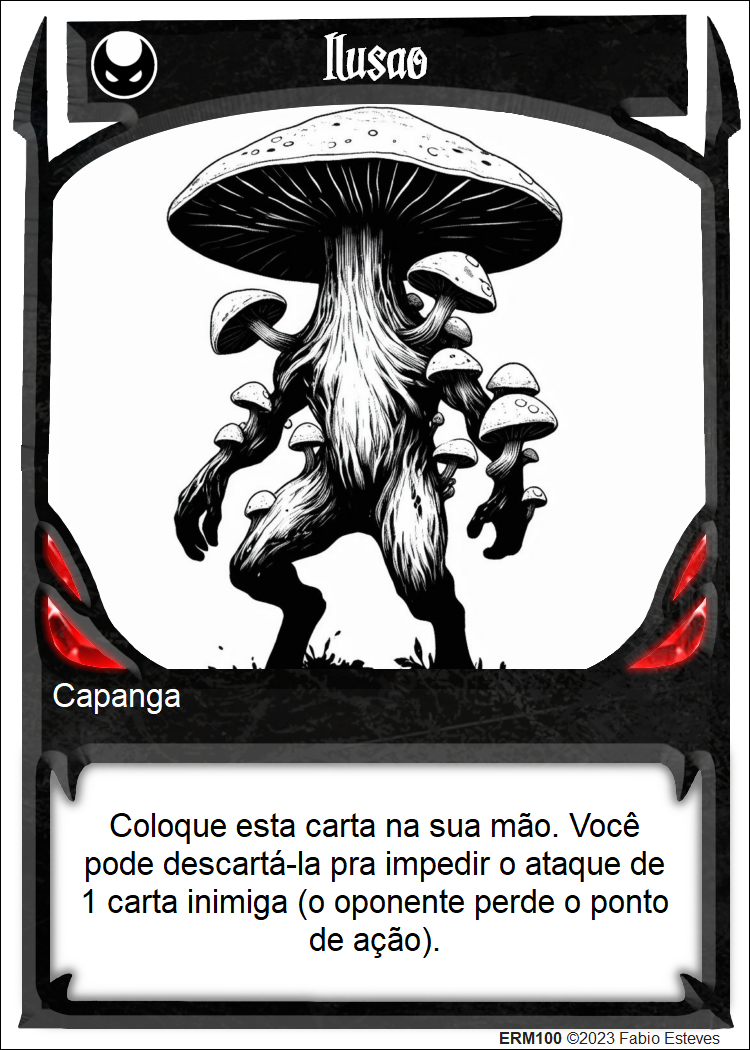 Ilusao
Capanga
Coloque esta carta na sua mão. Você
pode descartá-la pra impedir o ataque de
1 carta inimiga (o oponente perde o ponto
de ação).
ERM100 ©2023 Fabio Esteves